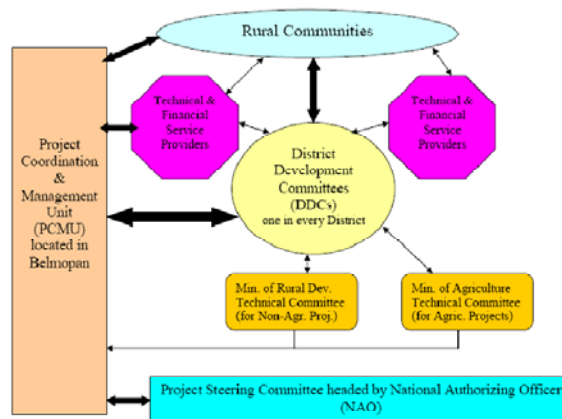 Rural Communities
Technical &
Financial
Service
Providers
Technical &
Financial
Service
Providers
Project
Coordination
&
Management
Unit
(PCMU)
located in
Belmopan
District
Development
Committees
(DDCs)
one in every District
Min. of Rural Dev.
Technical Committee
(for Non-Agr. Proj.)
Min. of Agriculture
Technical Committee
(for Agric. Projects)
Project Steering Committee headed by National Authorizing Officer
(NAO)